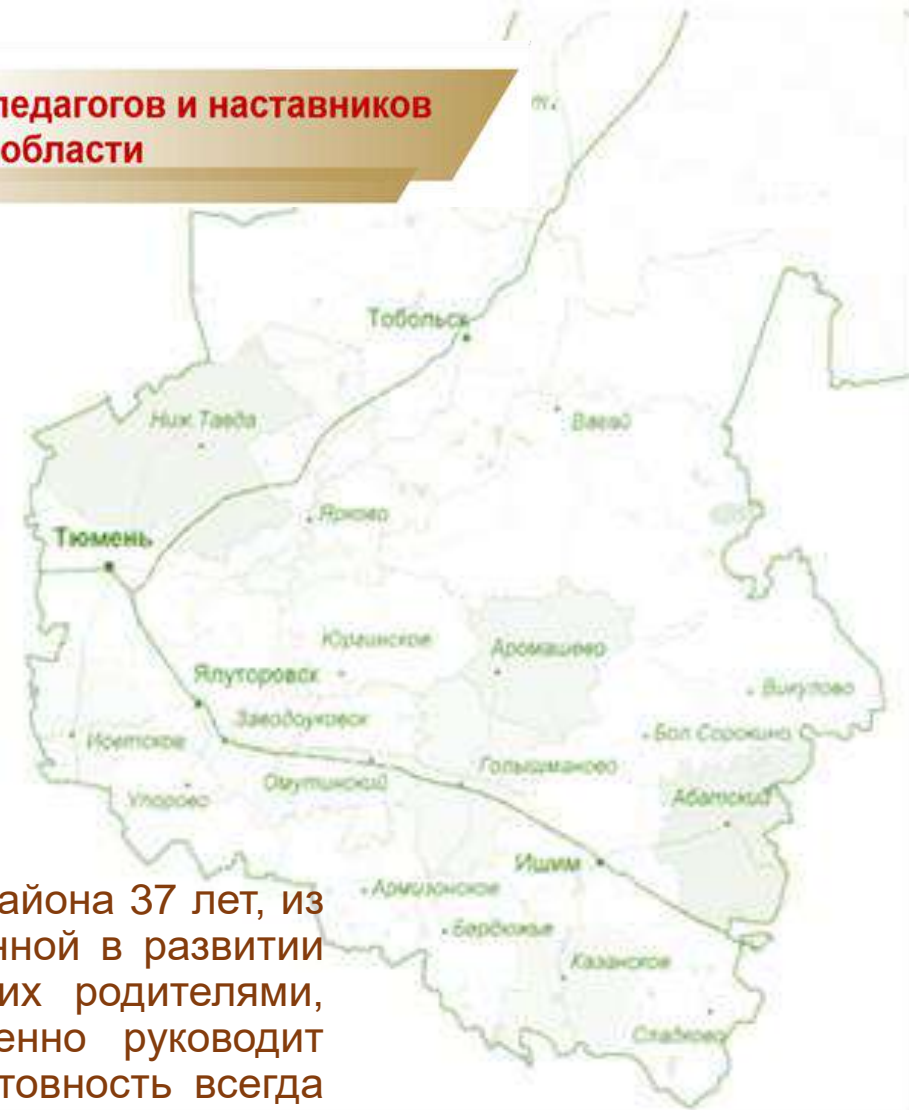 педагогов и наставников
области
Тобольск
Ниж Тавда
Вагай
Ярково
Тюмень
Юргинское
Аромашево
Ялуторовск
Викулово
Заводоуковск
Бол Сорокино
Исетское
Голышманово
Омутинский
Упорово
Абатский
Ишим
Армизонское
Бердюжье
Казанское
Сладково
айона 37 лет, из
нной в развитии
их родителями,
енно руководит
товность всегда